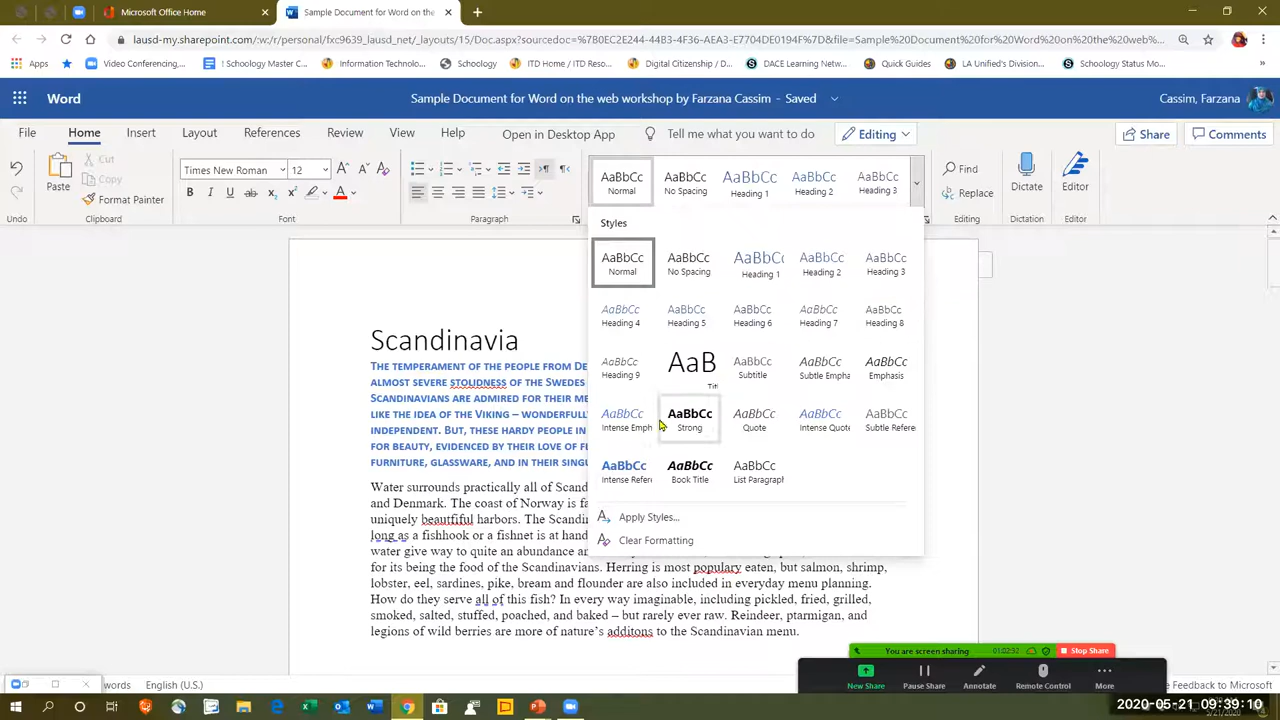 Microsoft Office Home
Sample Document for Word on the
lausd-my.sharepoint.com/:w:/r/personal/fxc9639_lausd_net/_layouts/15/Doc.aspx?sourcedoc=%7B0EC2E244-44B3-4F36-AEA3-E7704DE0194F%7D&file=Sample%20Document%20for%20Word%20on%20the%20web%...
Apps
Video Conferencing,...
! Schoology Master C...
Information Technolo...
Schoology
ITD Home // ITD Reso...
Digital Citizenship / D...
DACE Learning Netw...
Quick Guides
LA Unified's Division...
Schoology Status Mo...
Word
Sample Document for Word on the web workshop by Farzana Cassim - Saved
Cassim, Farzana
File Home Insert Layout References Review View Help Open in Desktop App Tell me what you want to do Editing Share Comments
Undo
Paste
Cut
Copy
Format Painter
Clipboard
Times New Roman 12
B I U ab x₂ x² A
Font
Paragraph
AaBbCc AaBbCc AaBbCc AaBbCc AaBbCc
Normal No Spacing Heading 1 Heading 2 Heading 3
Find
Replace
Editing
Dictate
Dictation
Editor
Editor
Styles
AaBbCc AaBbCc AaBbCc AaBbCc AaBbCc
Normal No Spacing Heading 1 Heading 2 Heading 3
AaBbCc AaBbCc AaBbCc AaBbCc AaBbCc
Heading 4 Heading 5 Heading 6 Heading 7 Heading 8
AaBbCc AaB AaBbCc AaBbCc AaBbCc
Heading 9 Titl Subtitle Subtle Empha Emphasis
AaBbCc AaBbCc AaBbCc AaBbCc AaBbCc
Intense Emph Strong Quote Intense Quote Subtle Refere
AaBbCc AaBbCc AaBbCc
Intense Refer Book Title List Paragraph
Apply Styles...
Clear Formatting
Scandinavia
THE TEMPERAMENT OF THE PEOPLE FROM DE
ALMOST SEVERE STOLIDNESS OF THE SWEDES
SCANDINAVIANS ARE ADMIRED FOR THEIR ME
LIKE THE IDEA OF THE VIKING – WONDERFULL
INDEPENDENT. BUT, THESE HARDY PEOPLE IN
FOR BEAUTY, EVIDENCED BY THEIR LOVE OF FI
FURNITURE, GLASSWARE, AND IN THEIR SINGU
Water surrounds practically all of Scand
and Denmark. The coast of Norway is fa
uniquely beautfiful harbors. The Scandin
long as a fishhook or a fishnet is at hand
water give way to quite an abundance an
for its being the food of the Scandinavians. Herring is most populary eaten, but salmon, shrimp,
lobster, eel, sardines, pike, bream and flounder are also included in everyday menu planning.
How do they serve all of this fish? In every way imaginable, including pickled, fried, grilled,
smoked, salted, stuffed, poached, and baked – but rarely ever raw. Reindeer, ptarmigan, and
legions of wild berries are more of nature's additons to the Scandinavian menu.
You are screen sharing 01:02:32 Stop Share
New Share Pause Share Annotate Remote Control More
words English (U.S.)
Feedback to Microsoft
2020-05-21 09:39:10